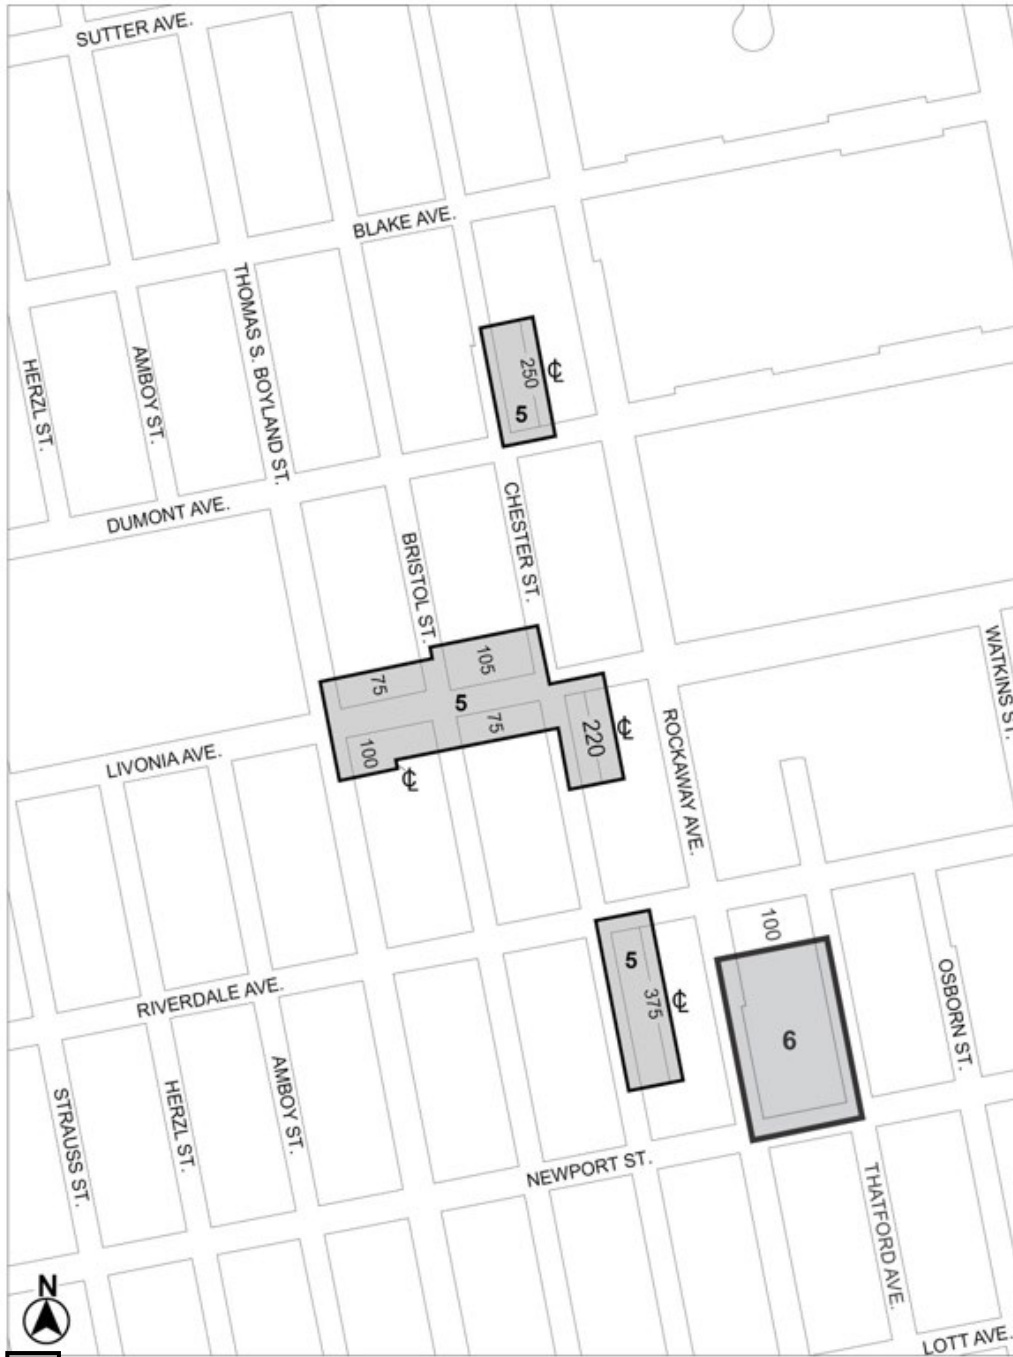 SUTTER AVE.
BLAKE AVE.
THOMAS S. BOYLAND ST.
HERZL ST.
AMBOY ST.
250
℄
5
DUMONT AVE.
CHESTER ST.
BRISTOL ST.
WATKINS ST.
105
75
5
75
220
℄
100
℄
LIVONIA AVE.
ROCKAWAY AVE.
100
5
375
℄
6
OSBORN ST.
RIVERDALE AVE.
STRAUSS ST.
HERZL ST.
AMBOY ST.
NEWPORT ST.
THATFORD AVE.
N
LOTT AVE.